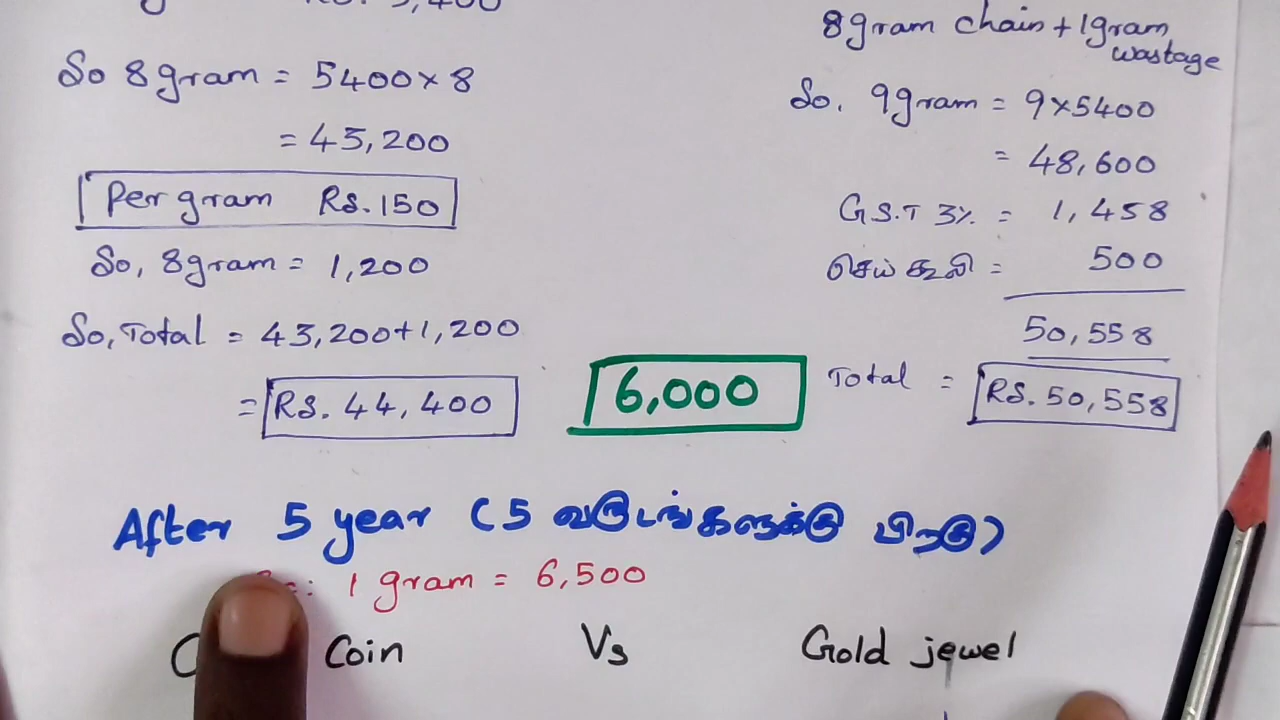 So 8 gram = 5400 x 8
= 43,200
Per gram Rs. 150
So, 8 gram = 1,200
So, Total = 43,200 + 1,200
= Rs. 44,400
8 gram chain + 1 gram
wastage
So, 9 gram = 9 x 5400
= 48,600
G.S.T 3% = 1,458
செய் கூலி = 500
50,558
Total = Rs. 50,558
6,000
After 5 year (5 வருடங்களுக்கு பிறகு)
1 gram = 6,500
Coin Vs Gold jewel